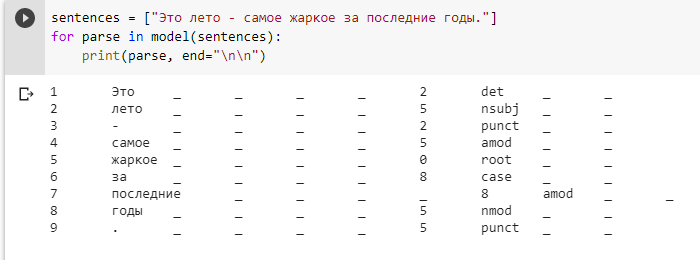 sentences = ["Это лето - самое жаркое за последние годы."]
for parse in model(sentences):
    print(parse, end="\n\n")
1 Это _ _ _ _ 2 det _ _
2 лето _ _ _ _ 5 nsubj _ _
3 - _ _ _ _ 2 punct _ _
4 самое _ _ _ _ 5 amod _ _
5 жаркое _ _ _ _ 0 root _ _
6 за _ _ _ _ 8 case _ _
7 последние _ _ _ _ 8 amod _ _
8 годы _ _ _ _ 5 nmod _ _
9 . _ _ _ _ 5 punct _ _